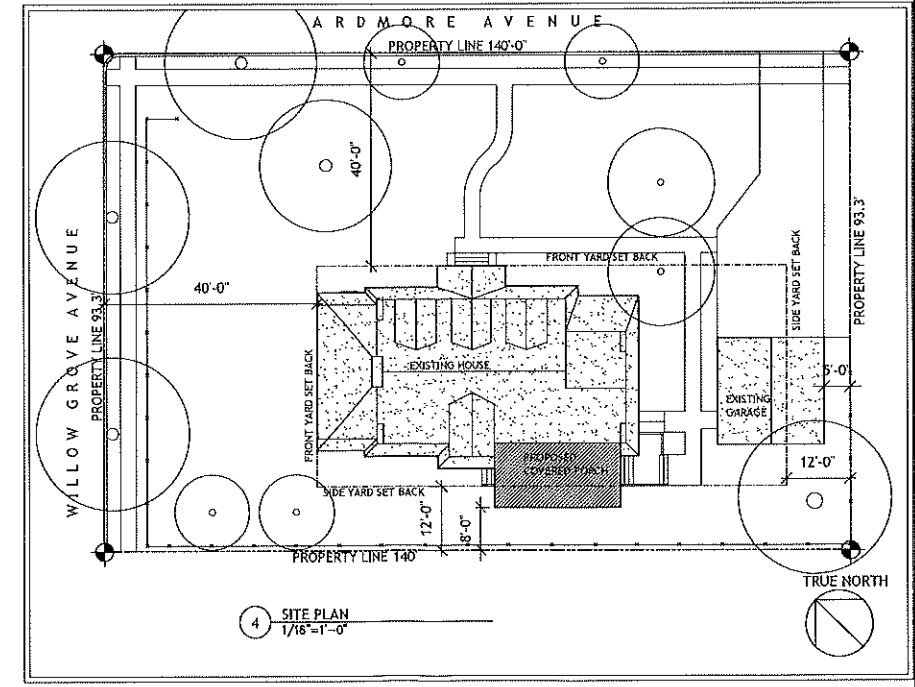 ARDMORE AVENUE
PROPERTY LINE 140'-0"
40'-0"
WILLOW GROVE AVENUE
PROPERTY LINE 93.3'
40'-0"
FRONT YARD SET BACK
FRONT YARD SET BACK
SIDE YARD SET BACK
PROPERTY LINE 93.3'
EXISTING HOUSE
EXISTING
GARAGE
5'-0"
PROPOSED
COVERED PORCH
12'-0"
SIDE YARD SET BACK
12'-0"
8'-0"
PROPERTY LINE 140'
TRUE NORTH
4
SITE PLAN
1/16"=1'-0"